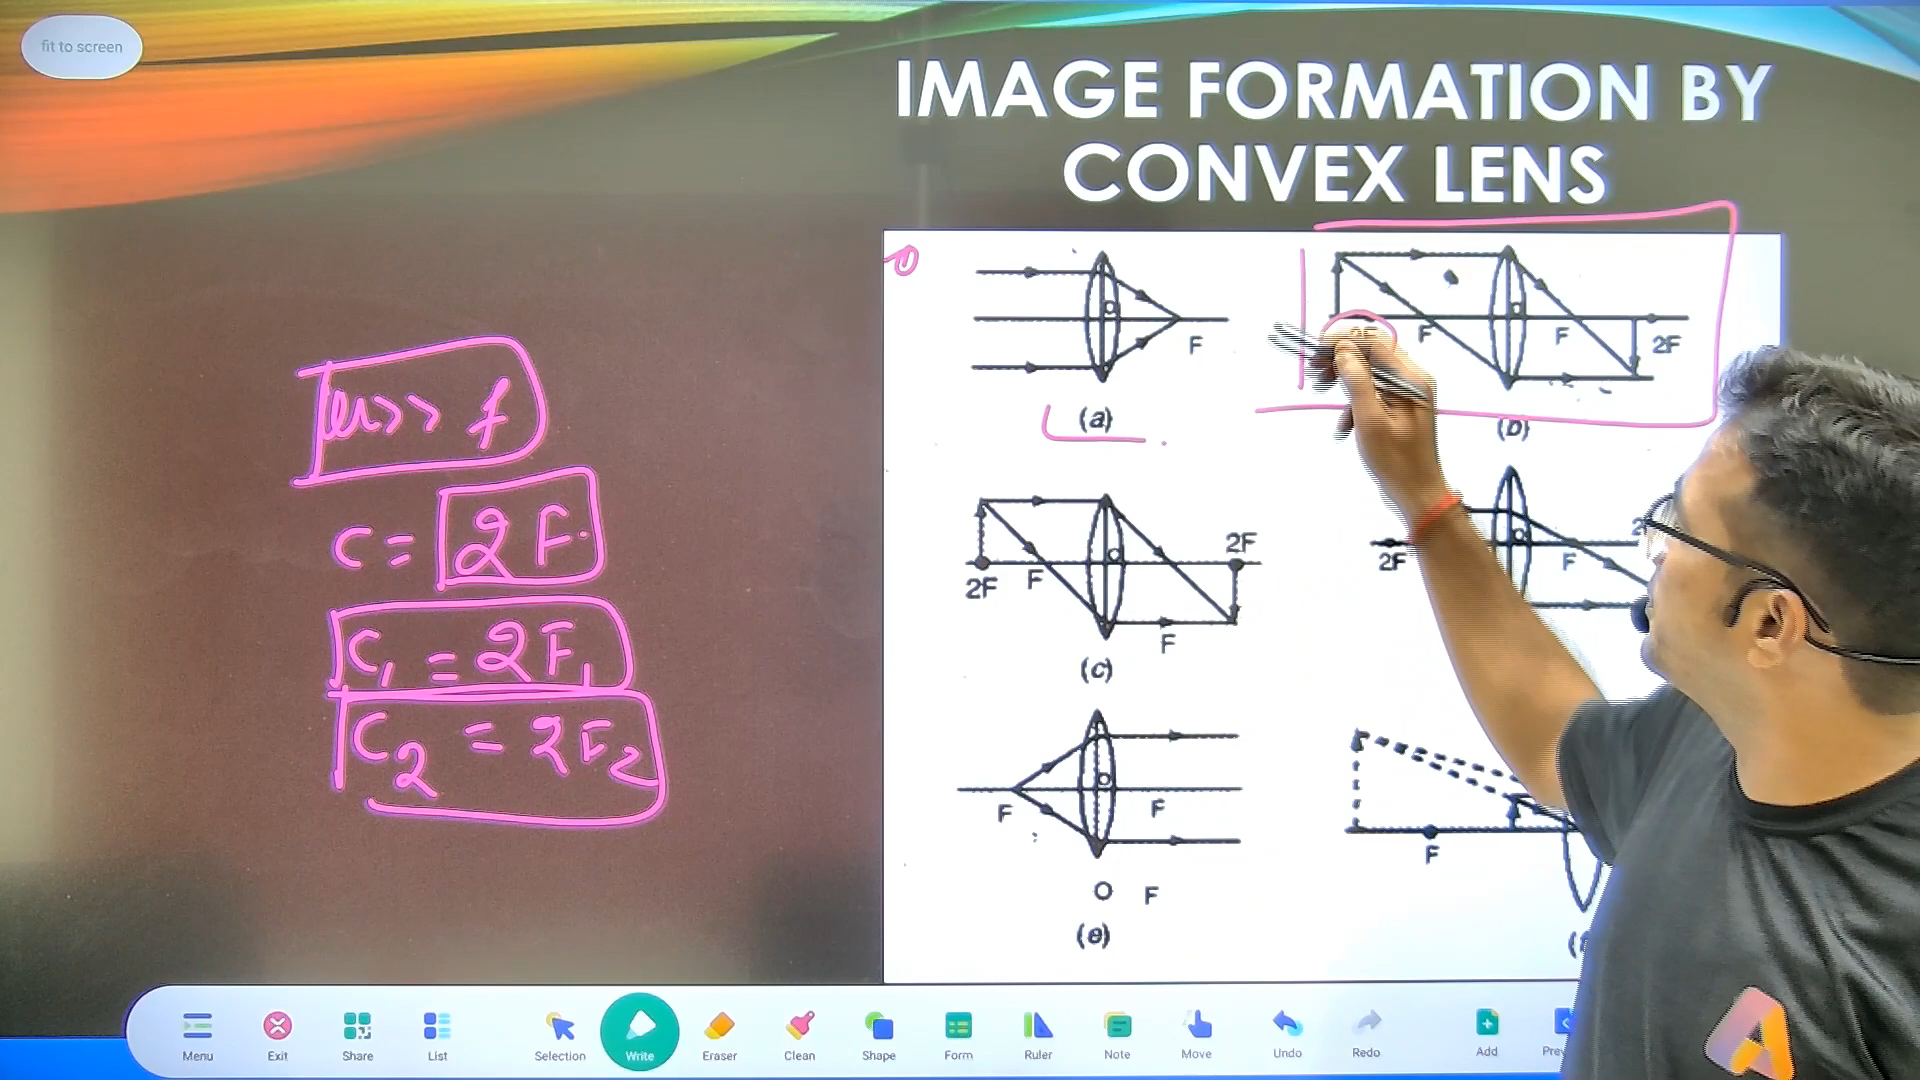 fit to screen
IMAGE FORMATION BY
CONVEX LENS
C = 2F
C1 = 2F1
C2 = 2F2
1
O
F
(a)
F
O
F
2F
(b)
2F
F
O
F
2F
(c)
2F
O
F
F
O
F
O F
(e)
F
Menu
Exit
Share
List
Selection
Write
Eraser
Clean
Shape
Form
Ruler
Note
Move
Undo
Redo
Add